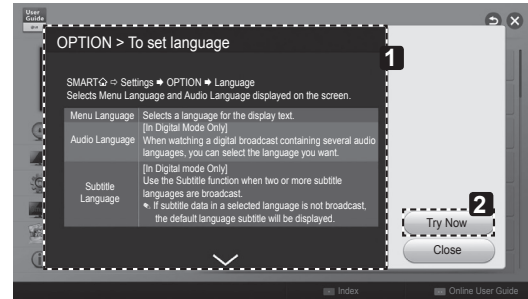 User
Guide
OPTION > To set language
1
SMART ⇨ Settings ➡ OPTION ➡ Language
Selects Menu Language and Audio Language displayed on the screen.
Menu Language Selects a language for the display text.
Audio Language [In Digital Mode Only]
When watching a digital broadcast containing several audio
languages, you can select the language you want.
Subtitle
Language [In Digital mode Only]
Use the Subtitle function when two or more subtitle
languages are broadcast.
If subtitle data in a selected language is not broadcast,
the default language subtitle will be displayed.
2
Try Now
Close
Index
Online User Guide